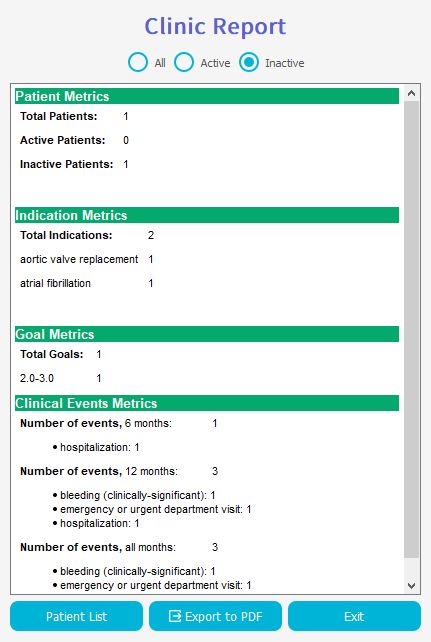 Clinic Report
All Active Inactive
Patient Metrics
Total Patients: 1
Active Patients: 0
Inactive Patients: 1
Indication Metrics
Total Indications: 2
aortic valve replacement 1
atrial fibrillation 1
Goal Metrics
Total Goals: 1
2.0-3.0 1
Clinical Events Metrics
Number of events, 6 months: 1
• hospitalization: 1
Number of events, 12 months: 3
• bleeding (clinically-significant): 1
• emergency or urgent department visit: 1
• hospitalization: 1
Number of events, all months: 3
• bleeding (clinically-significant): 1
• emergency or urgent department visit: 1
Patient List Export to PDF Exit